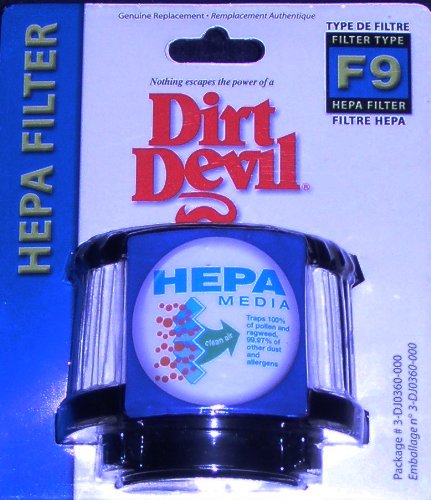 Genuine Replacement • Remplacement Authentique
TYPE DE FILTRE
FILTER TYPE
F9
HEPA FILTER
FILTRE HEPA
HEPA FILTER
Nothing escapes the power of a
Dirt
Devil®
HEPA
MEDIA
Traps 100%
of pollen and
ragweed,
99.97% of
other dust
and
allergens
clean air
Package # 3-DJ0360-000
Emballage n° 3-DJ0360-000